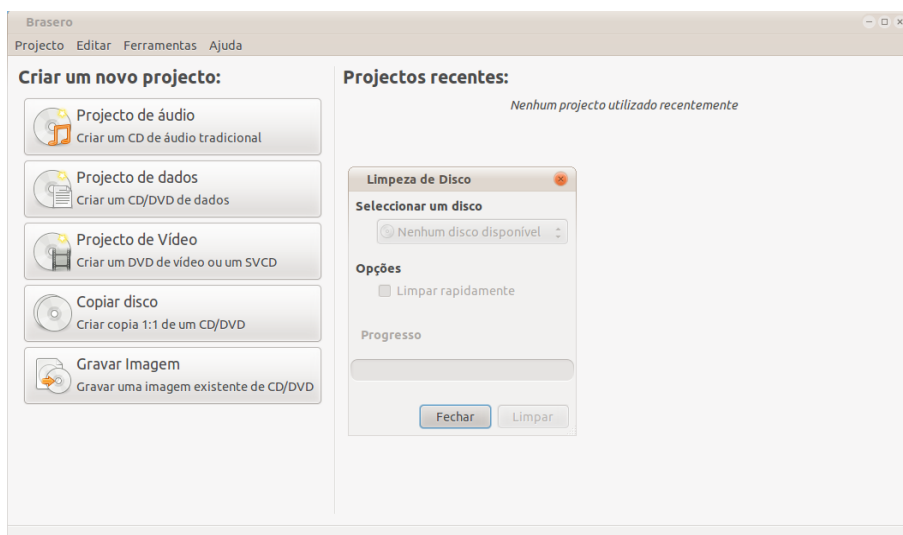 Brasero
Projecto Editar Ferramentas Ajuda
Criar um novo projecto:
Projecto de áudio
Criar um CD de áudio tradicional
Projecto de dados
Criar um CD/DVD de dados
Projecto de Vídeo
Criar um DVD de vídeo ou um SVCD
Copiar disco
Criar copia 1:1 de um CD/DVD
Gravar Imagem
Gravar uma imagem existente de CD/DVD
Projectos recentes:
Nenhum projecto utilizado recentemente
Limpeza de Disco
Seleccionar um disco
Nenhum disco disponível
Opções
Limpar rapidamente
Progresso
Fechar Limpar